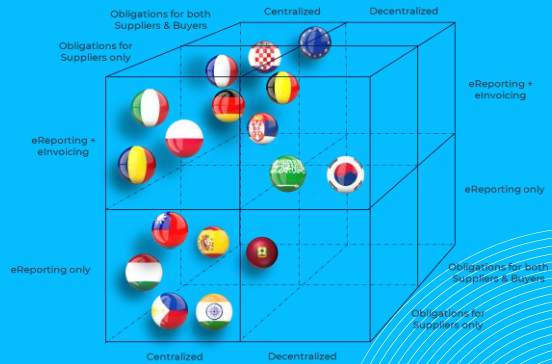 Obligations for both
Suppliers & Buyers
Centralized
Decentralized
Obligations for
Suppliers only
eReporting +
eInvoicing
eReporting +
eInvoicing
eReporting only
eReporting only
Obligations for both
Suppliers & Buyers
Obligations for
Suppliers only
Centralized
Decentralized